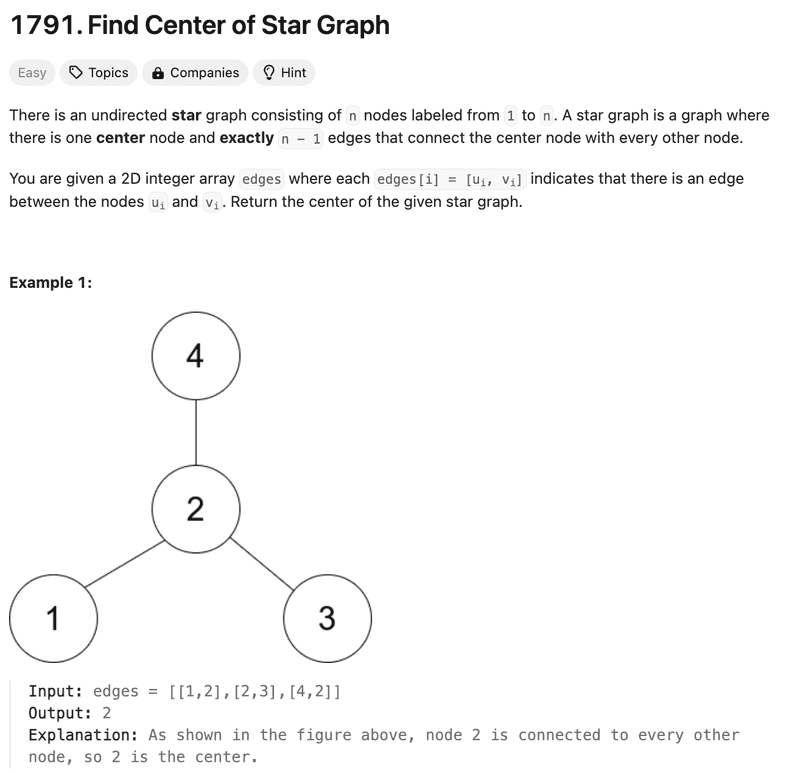 1791. Find Center of Star Graph
Easy Topics Companies Hint
There is an undirected star graph consisting of n nodes labeled from 1 to n. A star graph is a graph where
there is one center node and exactly n - 1 edges that connect the center node with every other node.
You are given a 2D integer array edges where each edges[i] = [uᵢ, vᵢ] indicates that there is an edge
between the nodes uᵢ and vᵢ. Return the center of the given star graph.
Example 1:
4
2
1 3
Input: edges = [[1,2],[2,3],[4,2]]
Output: 2
Explanation: As shown in the figure above, node 2 is connected to every other
node, so 2 is the center.